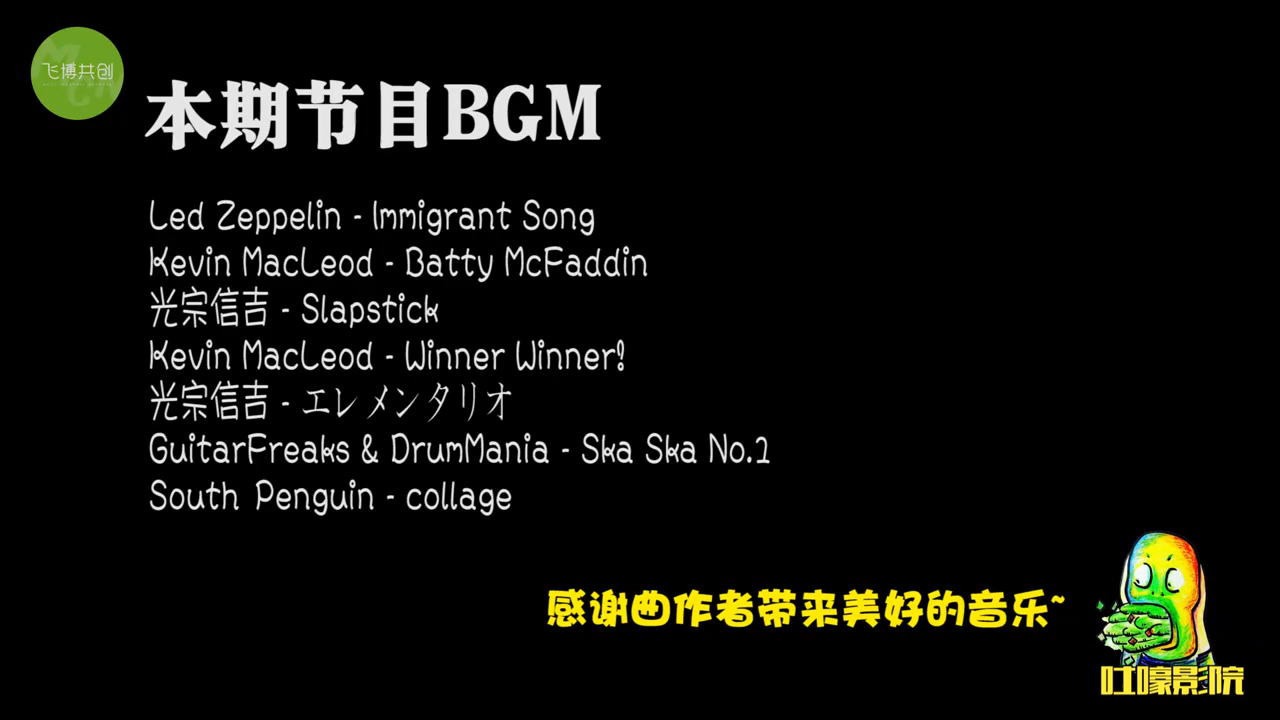 飞博共创
本期节目BGM
Led Zeppelin - Immigrant Song
Kevin MacLeod - Batty McFaddin
光宗信吉 - Slapstick
Kevin MacLeod - Winner Winner!
光宗信吉 - エレメンタリオ
GuitarFreaks & DrumMania - Ska Ska No.1
South Penguin - collage
感谢曲作者带来美好的音乐~
吐嚎影院